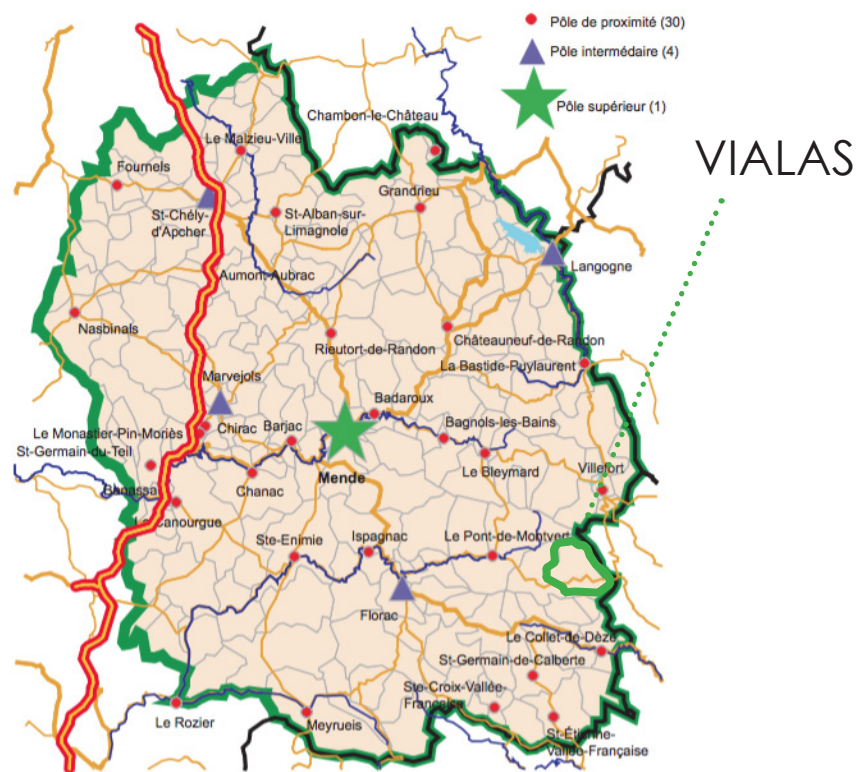 Pôle de proximité (30)
Pôle intermédaire (4)
Pôle supérieur (1)
VIALAS
Chambon-le-Château
Le Malzieu-Ville
Fournels
Grandrieu
St-Chély-
d'Apcher
St-Alban-sur-
Limagnole
Langogne
Aumont-Aubrac
Nasbinals
Rieutort-de-Randon
Châteauneuf-de-Randon
La Bastide-Puylaurent
Marvejols
Badaroux
Le Monastier-Pin-Moriès
Chirac
Barjac
Bagnols-les-Bains
St-Germain-du-Teil
Le Bleymard
Villefort
Mende
Banassa
Chanac
La Canourgue
Ste-Enimie
Ispagnac
Le Pont-de-Montvert
Florac
Le Collet-de-Dèze
St-Germain-de-Calberte
Ste-Croix-Vallée-
Française
Le Rozier
Meyrueis
St-Étienne-
Vallée-Française